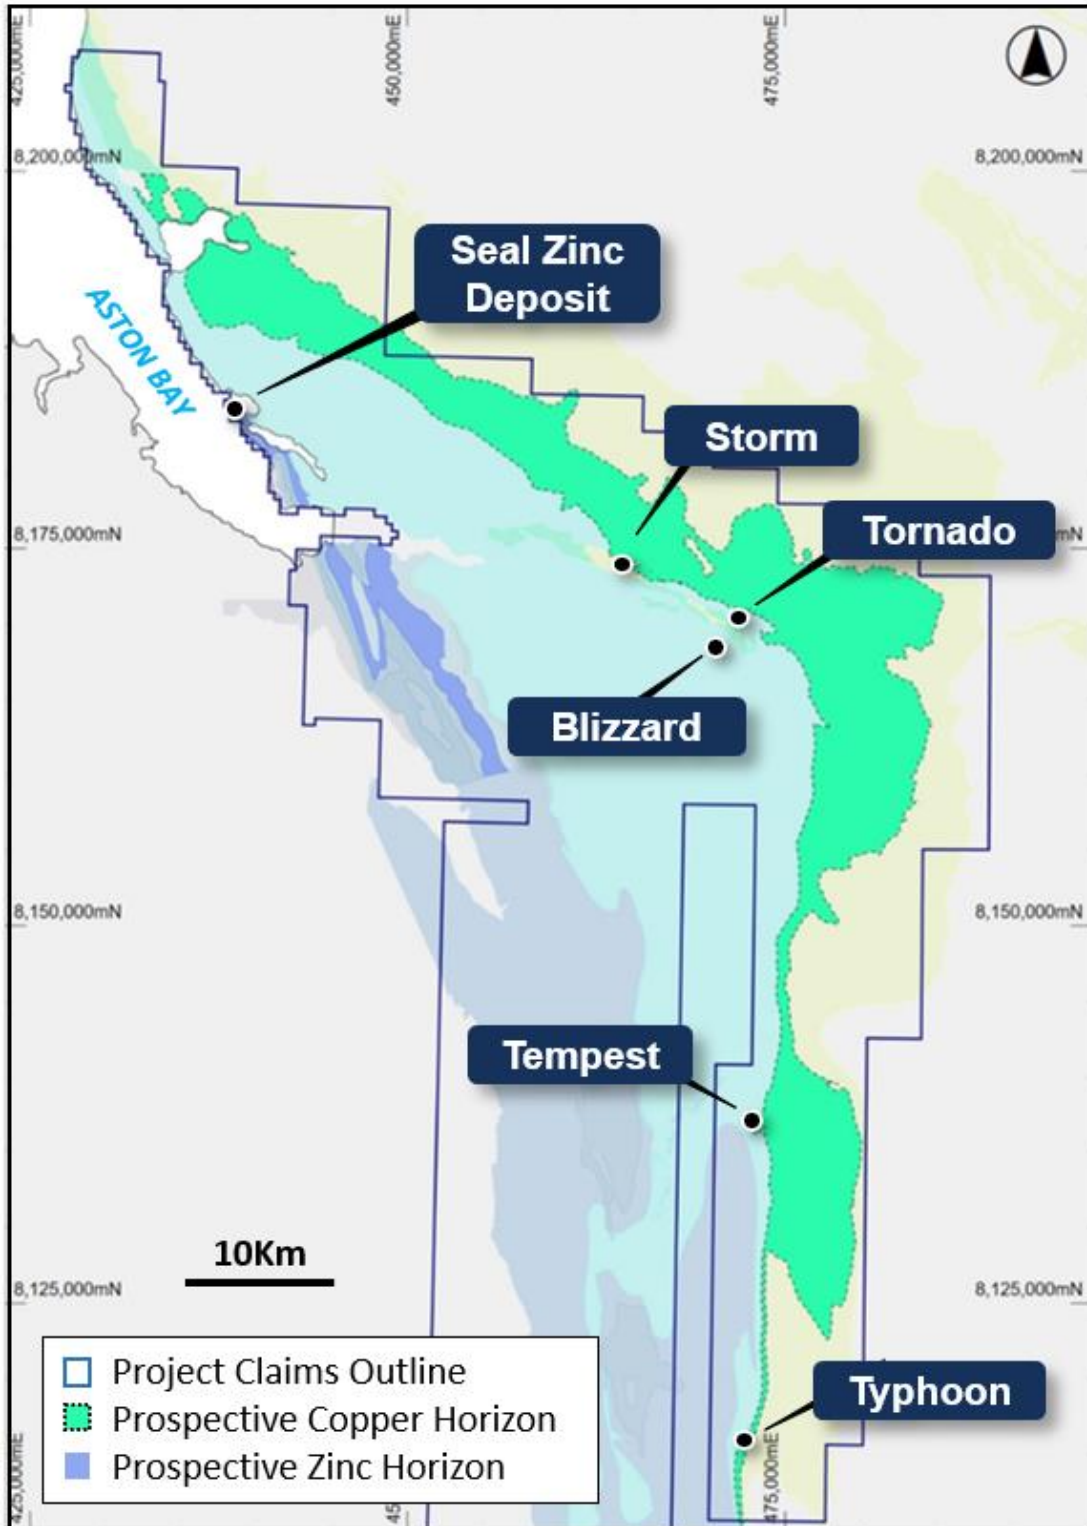 425,000mE
450,000mE
475,000mE
8,200,000mN
8,200,000mN
Seal Zinc
Deposit
ASTON BAY
Storm
Tornado
8,175,000mN
mN
Blizzard
8,150,000mN
8,150,000mN
Tempest
10Km
8,125,000mN
8,125,000mN
Project Claims Outline
Prospective Copper Horizon
Prospective Zinc Horizon
Typhoon
425,000mE
45
475,000mE